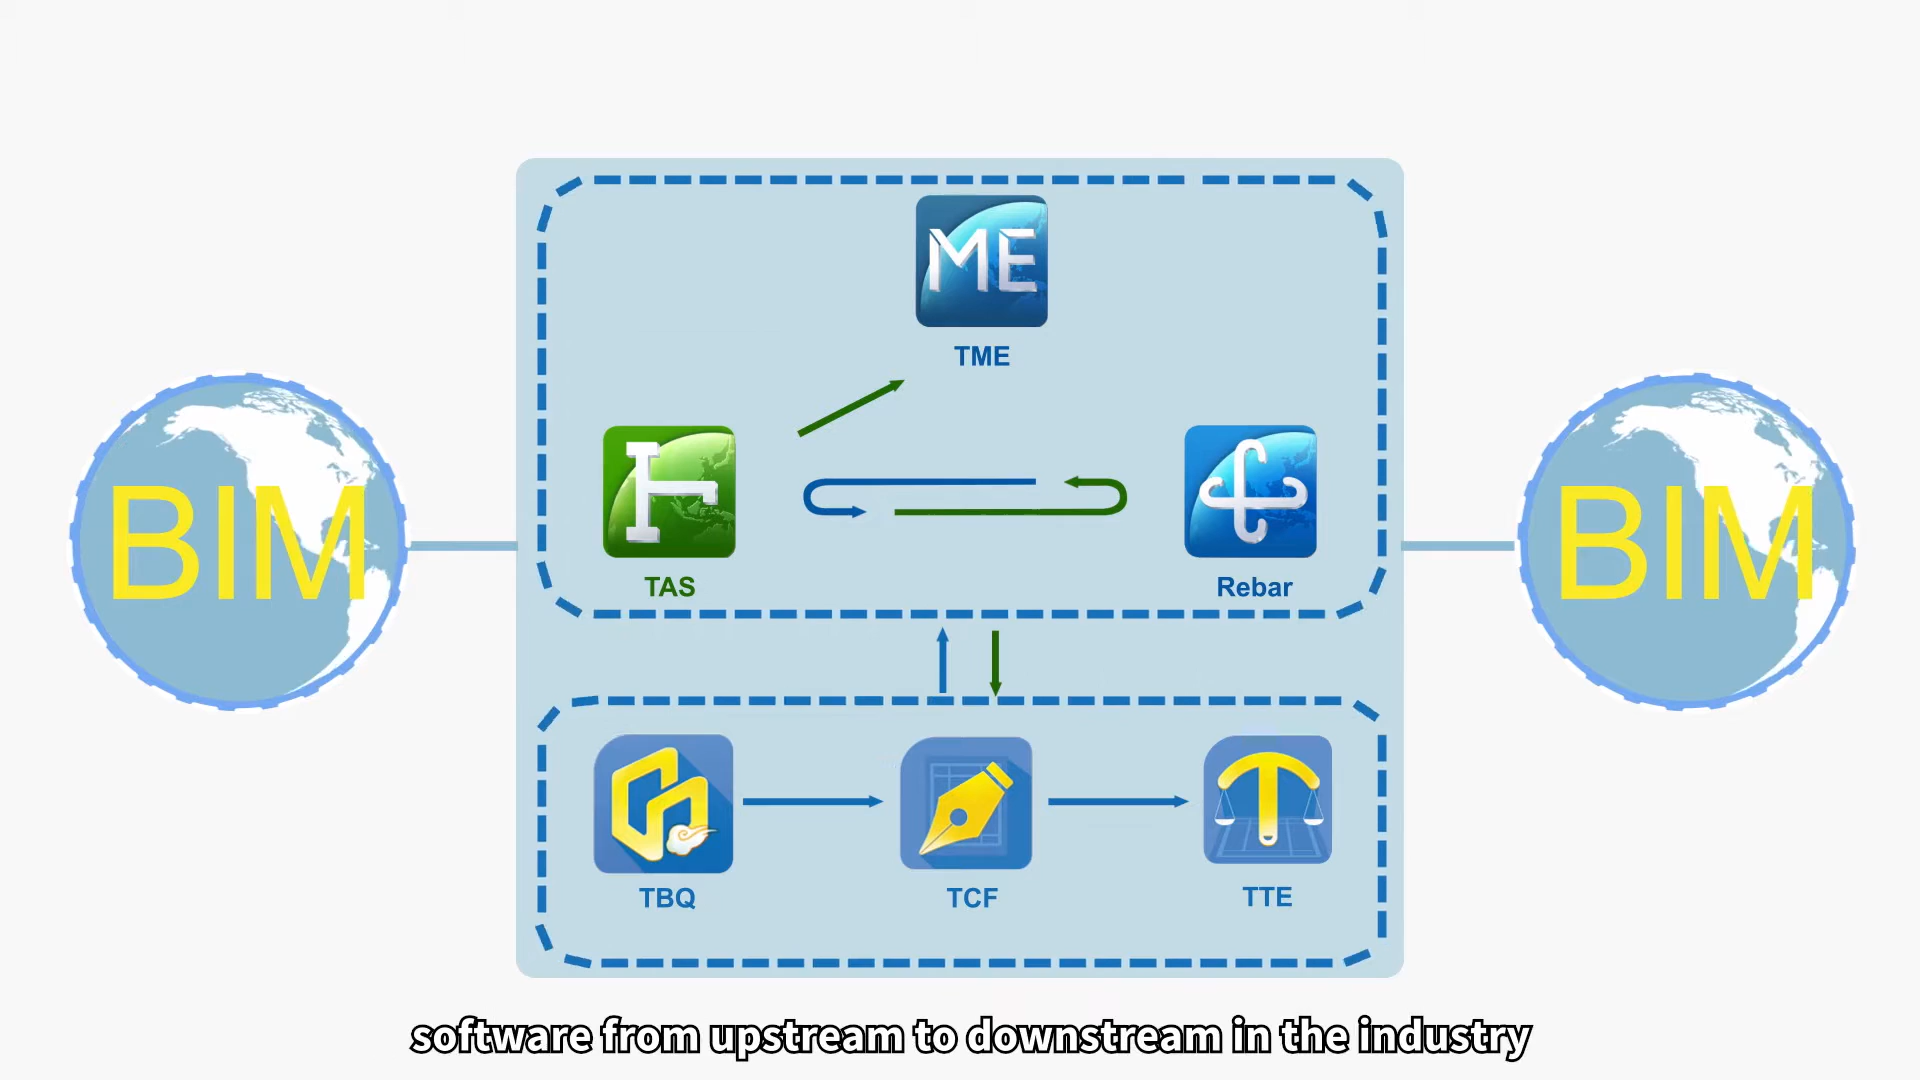 ME
TME
BIM
BIM
TAS
Rebar
TBQ
TCF
TTE
software from upstream to downstream in the industry